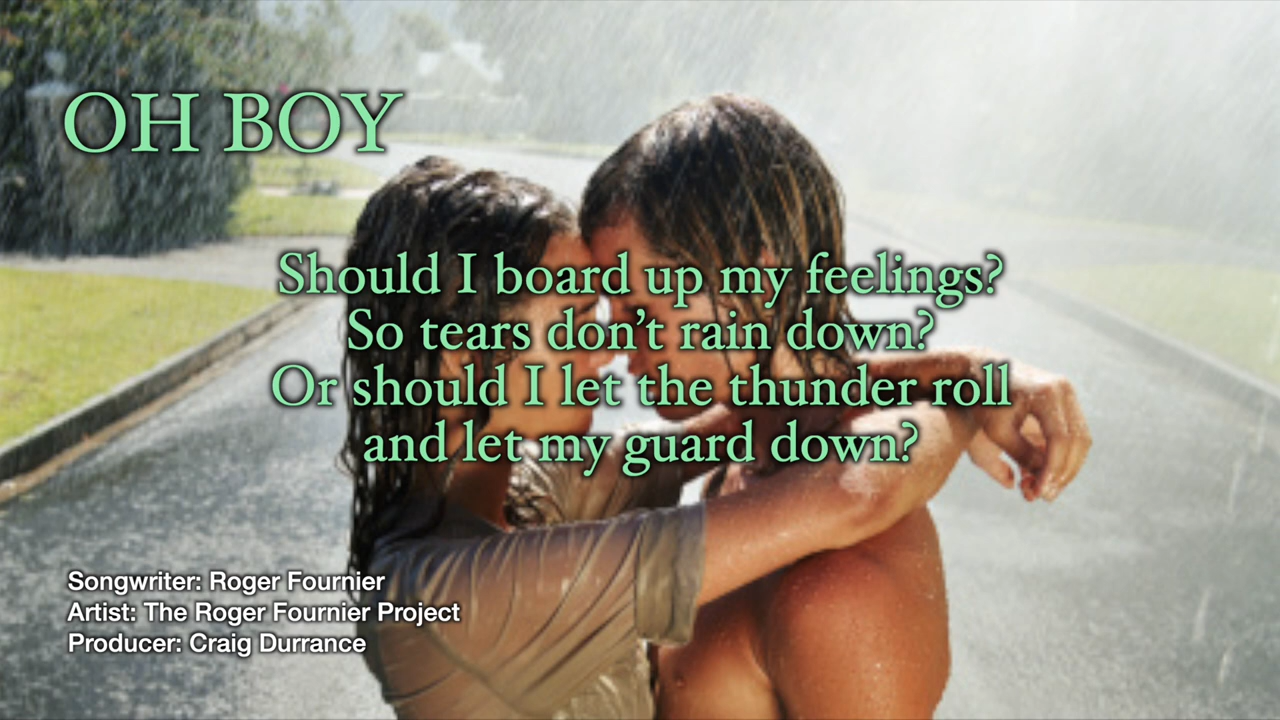 OH BOY
Should I board up my feelings?
So tears don't rain down?
Or should I let the thunder roll
and let my guard down?
Songwriter: Roger Fournier
Artist: The Roger Fournier Project
Producer: Craig Durrance